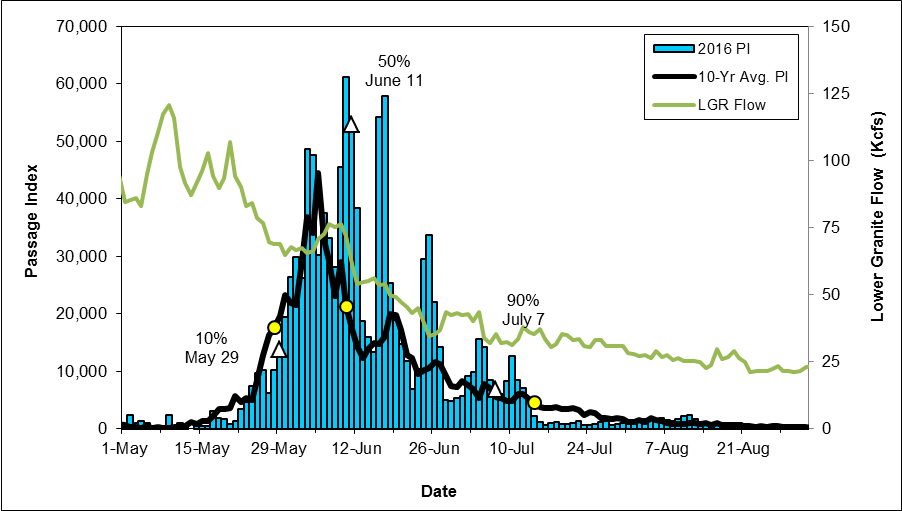 70,000
60,000
50,000
40,000
30,000
20,000
10,000
0
Passage Index
150
125
100
75
50
25
0
Lower Granite Flow (Kcfs)
2016 PI
10-Yr Avg. PI
LGR Flow
50%
June 11
90%
July 7
10%
May 29
1-May 15-May 29-May 12-Jun 26-Jun 10-Jul 24-Jul 7-Aug 21-Aug
Date